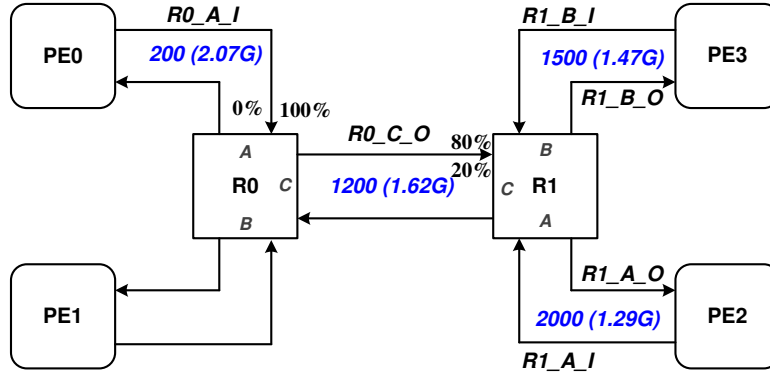 R0_A_I
R1_B_I
PE0
200 (2.07G)
1500 (1.47G)
PE3
R1_B_O
0%
100%
R0_C_O
80%
A
B
20%
R0
C
1200 (1.62G)
C
R1
B
A
R1_A_O
PE1
2000 (1.29G)
PE2
R1_A_I